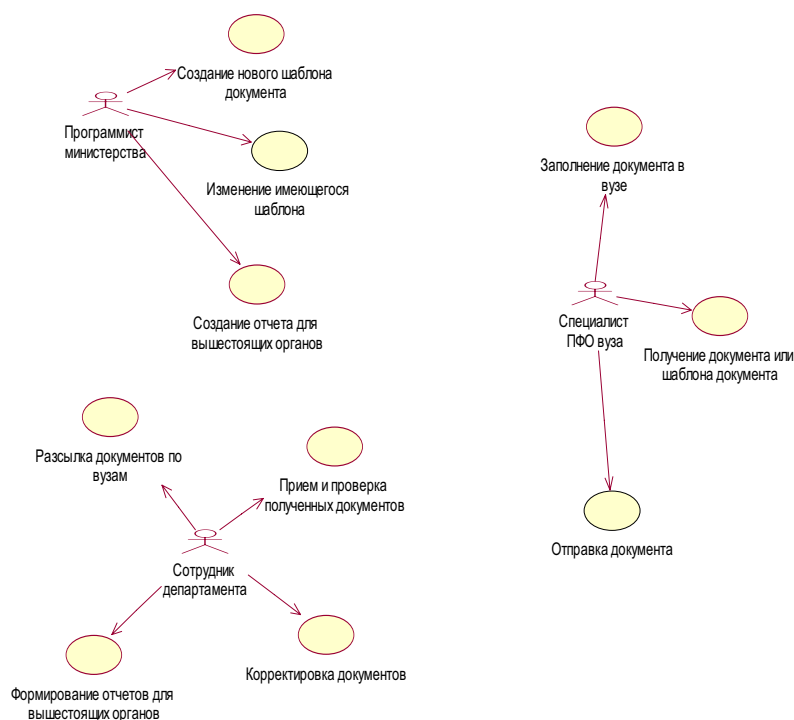 Создание нового шаблона
документа
Программист
министерства
Изменение имеющегося
шаблона
Создание отчета для
вышестоящих органов
Заполнение документа в
вузе
Специалист
ПФО вуза
Получение документа или
шаблона документа
Отправка документа
Разсылка документов по
вузам
Прием и проверка
полученных документов
Сотрудник
департамента
Формирование отчетов для
вышестоящих органов
Корректировка документов